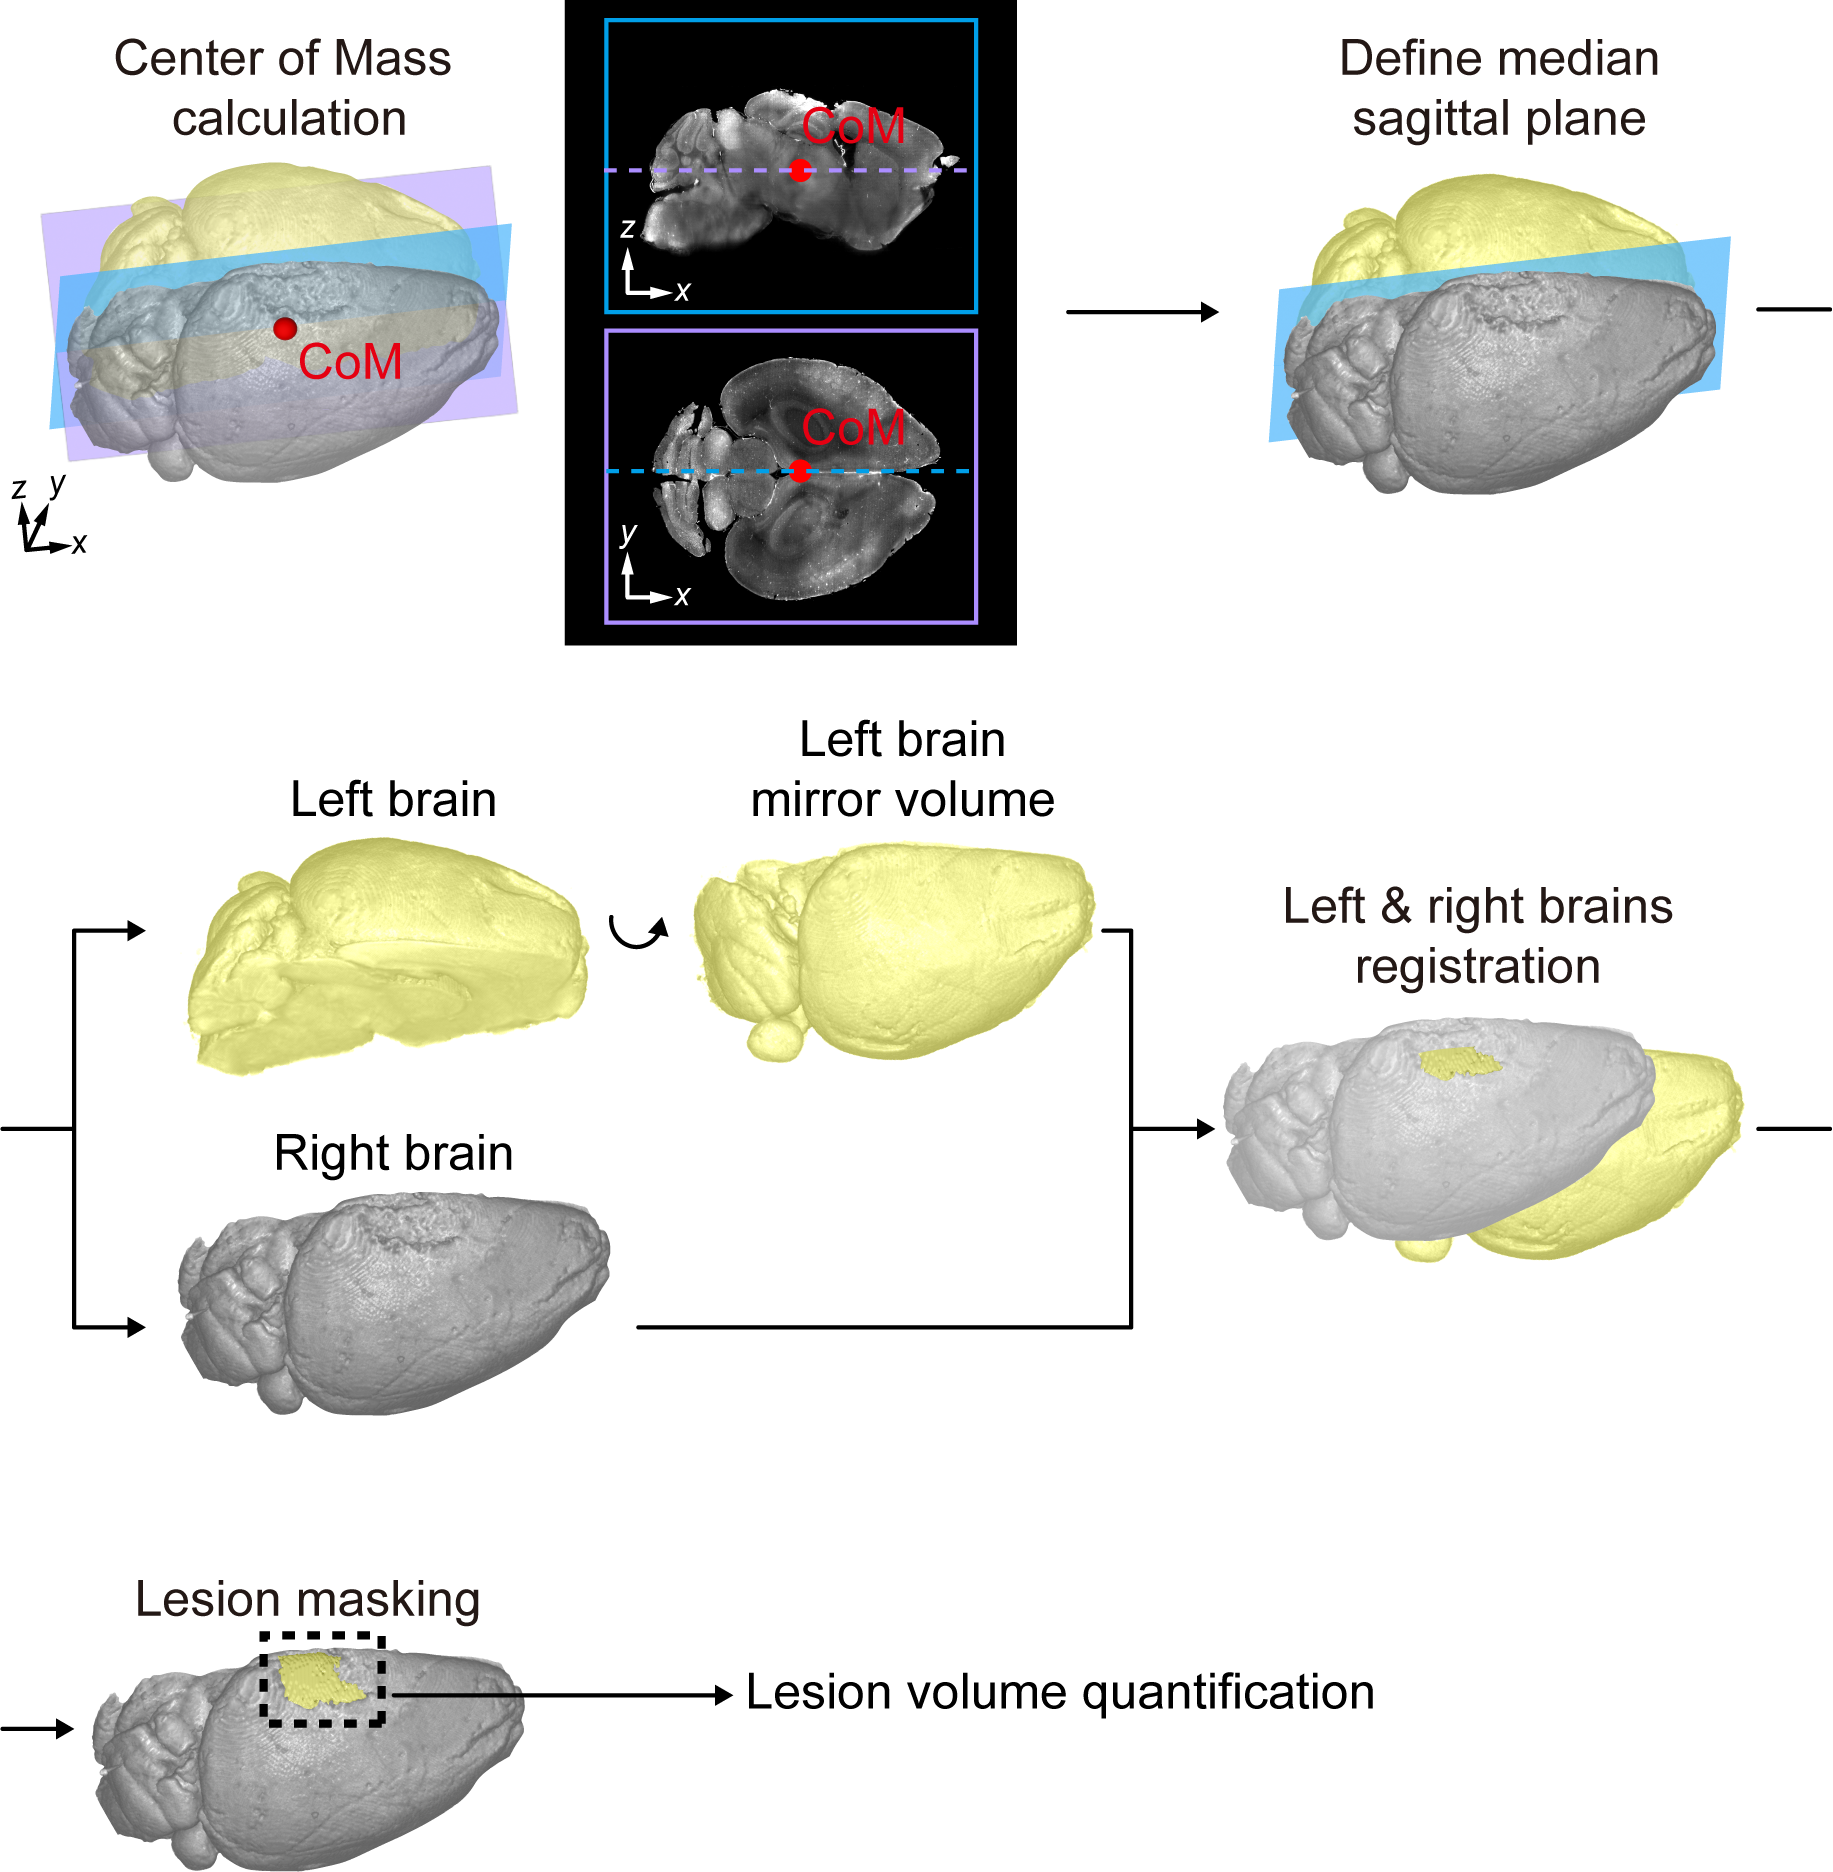 Center of Mass
calculation
CoM
z
y
x
CoM
z
x
CoM
y
x
Define median
sagittal plane
Left brain
Left brain
mirror volume
Right brain
Left & right brains
registration
Lesion masking
Lesion volume quantification